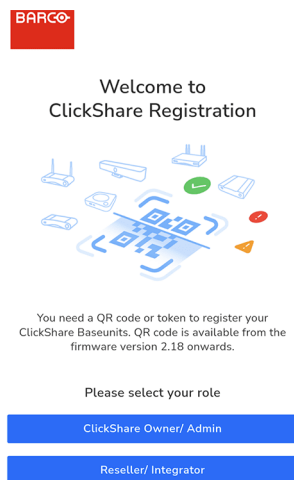 BARCO
Welcome to
ClickShare Registration
You need a QR code or token to register your
ClickShare Baseunits. QR code is available from the
firmware version 2.18 onwards.
Please select your role
ClickShare Owner/ Admin
Reseller/ Integrator